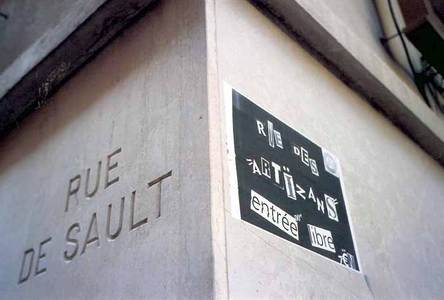 RUE
DE SAULT
RUE DES
ARTIZANS
entrée libre